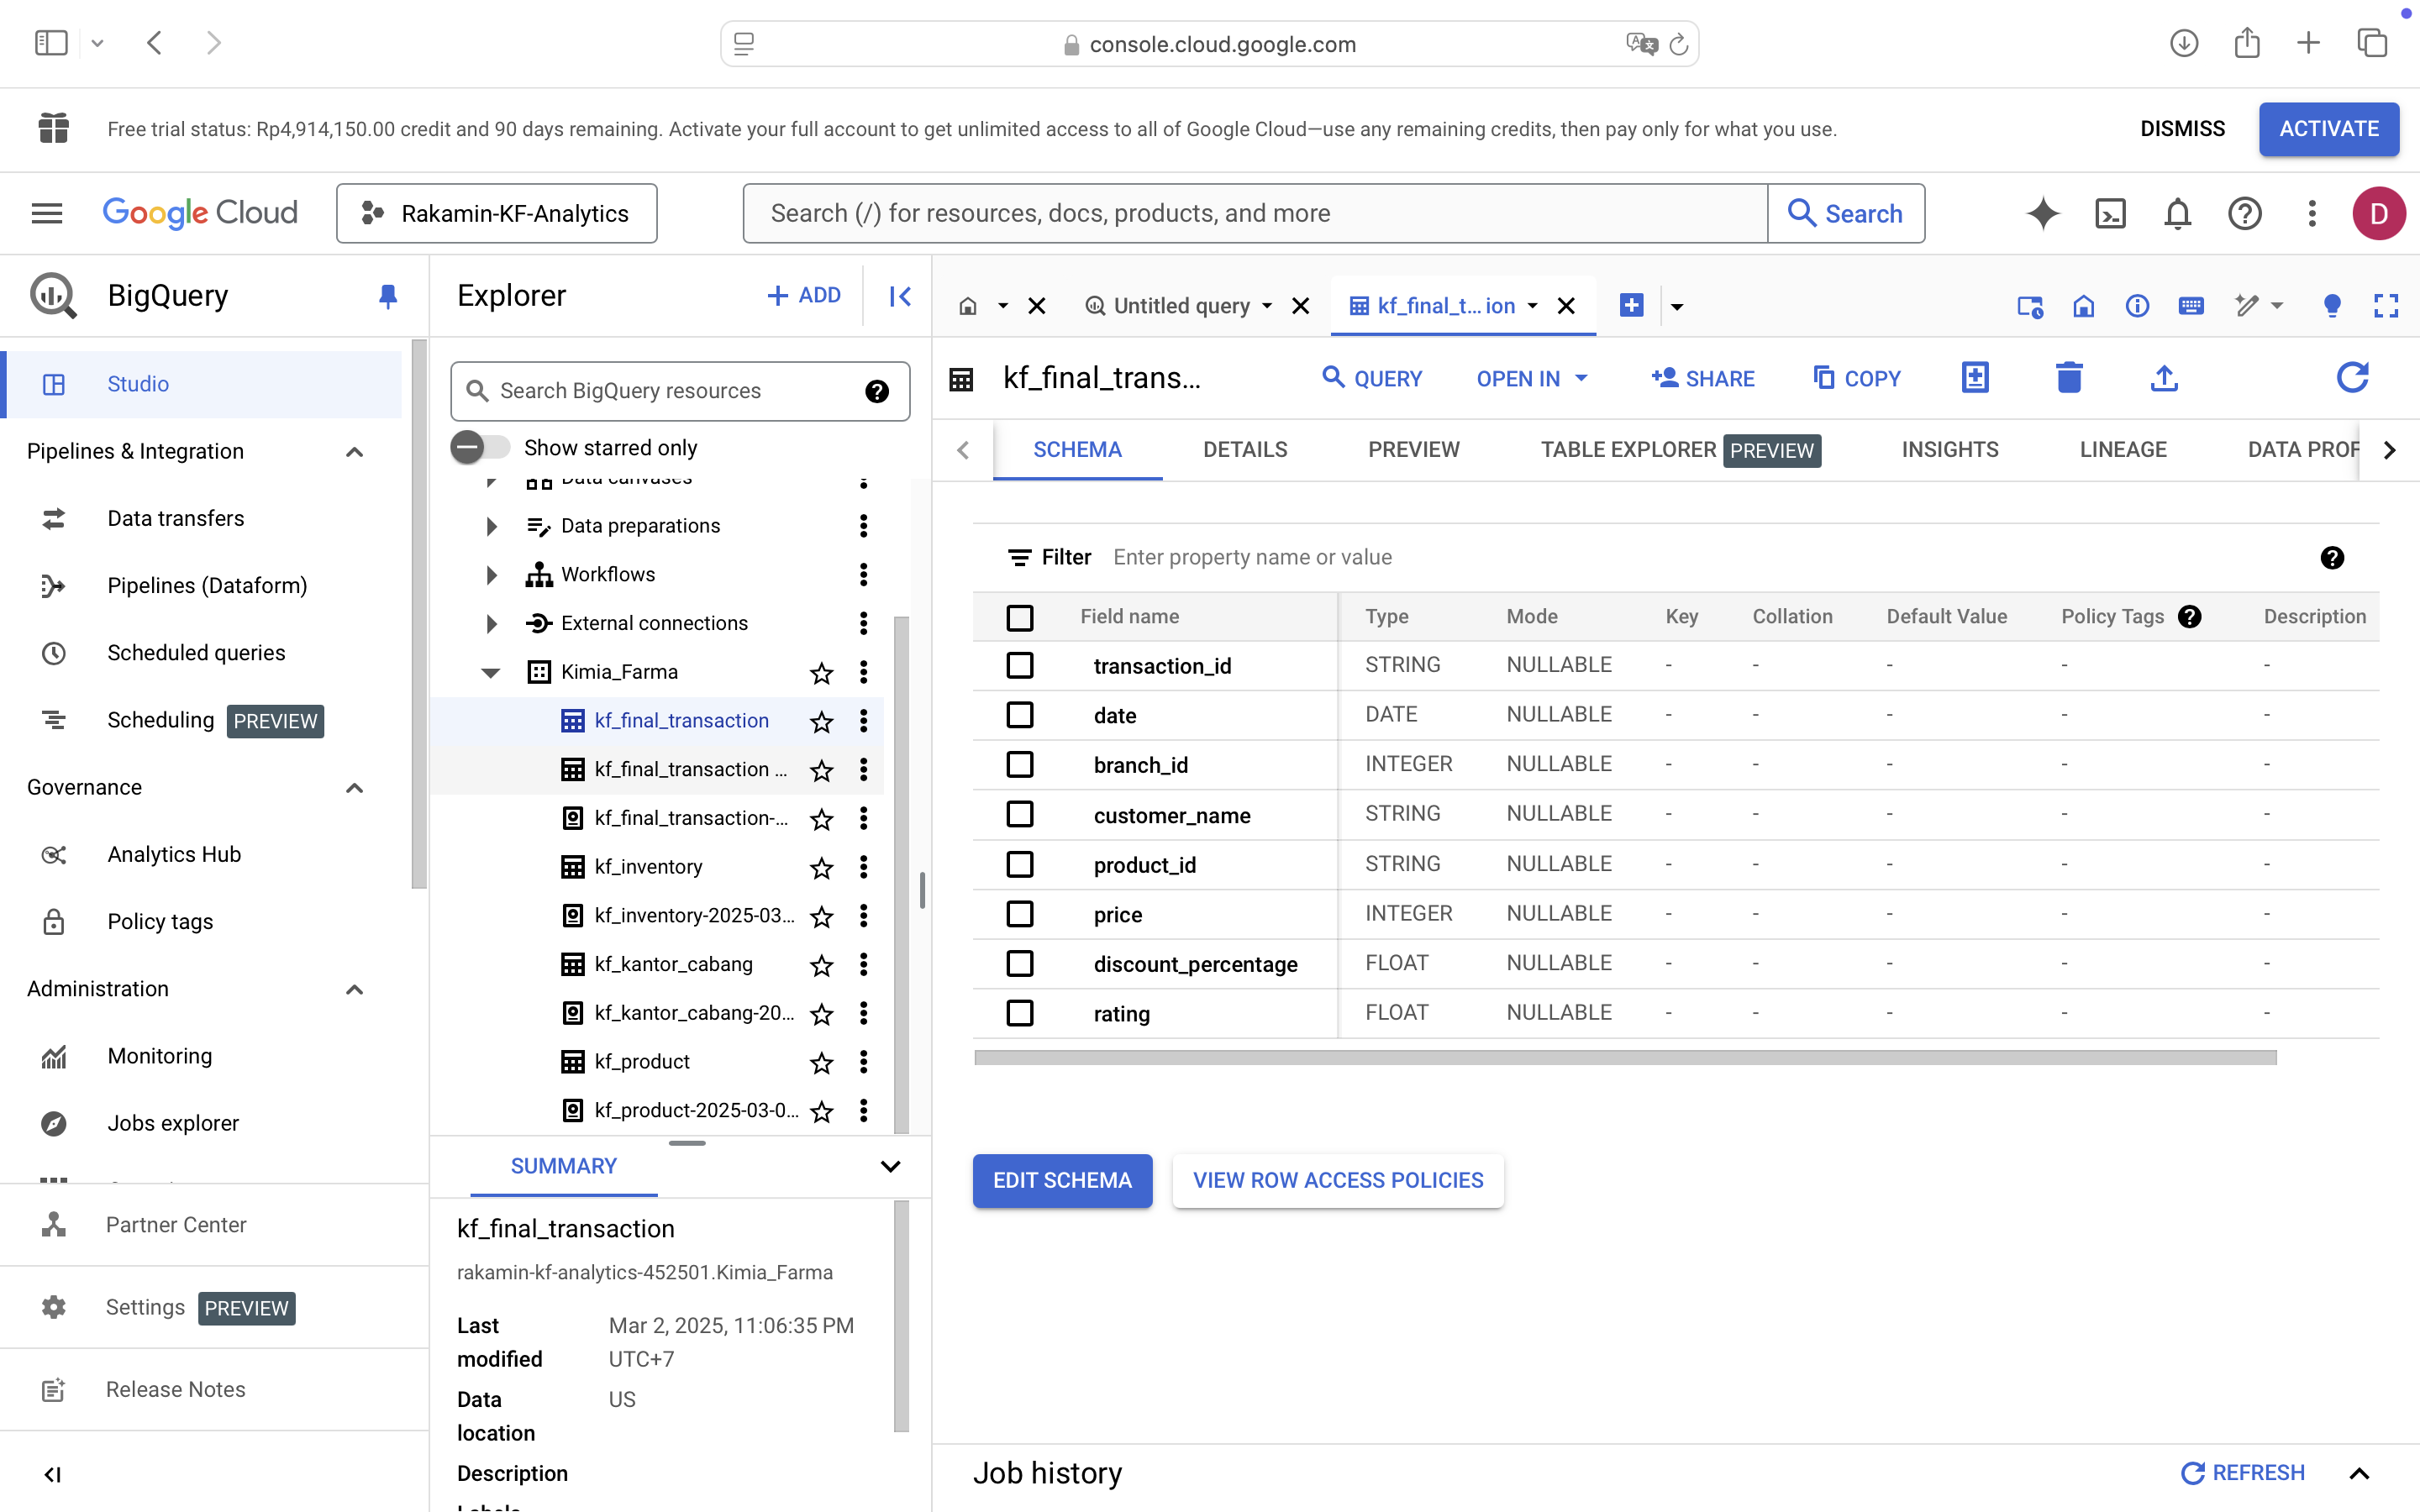 console.cloud.google.com
Free trial status: Rp4,914,150.00 credit and 90 days remaining. Activate your full account to get unlimited access to all of Google Cloud—use any remaining credits, then pay only for what you use.
DISMISS
ACTIVATE
Google Cloud
Rakamin-KF-Analytics
Search (/) for resources, docs, products, and more
Search
D
BigQuery
Studio
Pipelines & Integration
Data transfers
Pipelines (Dataform)
Scheduled queries
Scheduling PREVIEW
Governance
Analytics Hub
Policy tags
Administration
Monitoring
Jobs explorer
Partner Center
Settings PREVIEW
Release Notes
Explorer
+ ADD
Search BigQuery resources
Show starred only
Data canvases
Data preparations
Workflows
External connections
Kimia_Farma
kf_final_transaction
kf_final_transaction ...
kf_final_transaction-...
kf_inventory
kf_inventory-2025-03...
kf_kantor_cabang
kf_kantor_cabang-20...
kf_product
kf_product-2025-03-0...
SUMMARY
kf_final_transaction
rakamin-kf-analytics-452501.Kimia_Farma
Last modified Mar 2, 2025, 11:06:35 PM UTC+7
Data location US
Description
Untitled query
kf_final_t... ion
kf_final_trans...
QUERY
OPEN IN
SHARE
COPY
SCHEMA
DETAILS
PREVIEW
TABLE EXPLORER PREVIEW
INSIGHTS
LINEAGE
DATA PROF
Filter Enter property name or value
Field name Type Mode Key Collation Default Value Policy Tags Description
transaction_id STRING NULLABLE - - - - -
date DATE NULLABLE - - - - -
branch_id INTEGER NULLABLE - - - - -
customer_name STRING NULLABLE - - - - -
product_id STRING NULLABLE - - - - -
price INTEGER NULLABLE - - - - -
discount_percentage FLOAT NULLABLE - - - - -
rating FLOAT NULLABLE - - - - -
EDIT SCHEMA
VIEW ROW ACCESS POLICIES
Job history
REFRESH